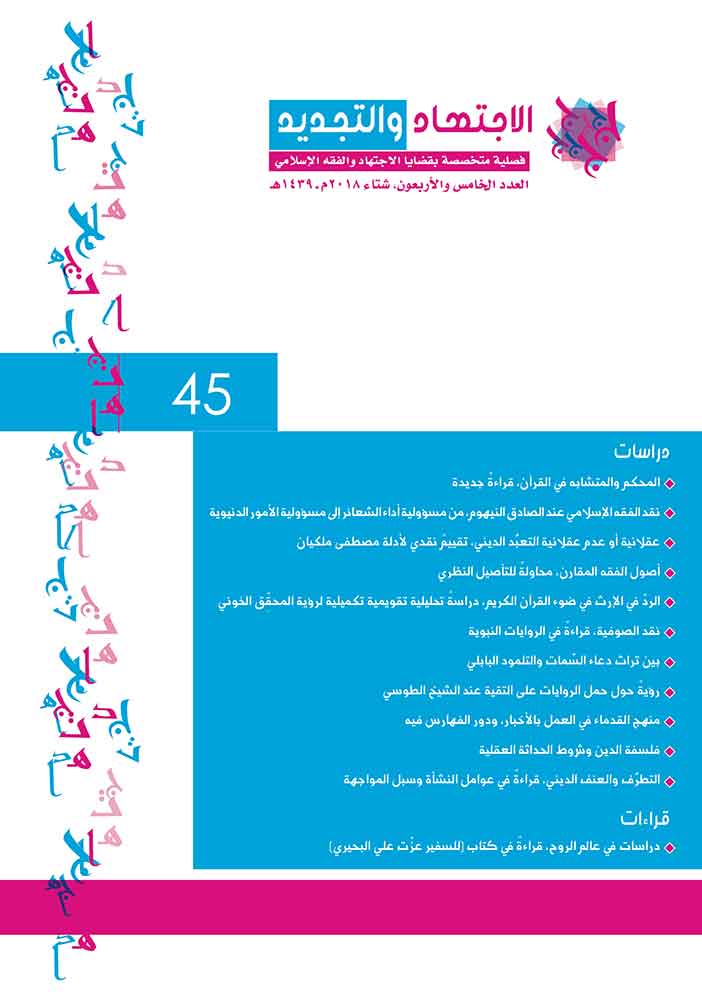 الاجتهاد والتجديد
فصلية متخصصة بقضايا الاجتهاد والفقه الإسلامي
العدد الخامس والأربعون، شتاء ٢٠١٨م ـ ١٤٣٩هـ
45
دراسات
المحكم والمتشابه في القرآن، قراءةٌ جديدة
نقد الفقه الإسلامي عند الصادق النيهوم، من مسؤولية أداء الشعائر إلى مسؤولية الأمور الدنيوية
عقلانية أو عدم عقلانية التعبُّد الديني، تقييمٌ نقدي لأدلة مصطفى ملكيان
أصول الفقه المقارن، محاولةٌ للتأصيل النظري
الردّ في الإرث في ضوء القرآن الكريم، دراسةٌ تحليلية تقويمية تكميلية لرؤية المحقِّق الخوئي
نقد الصوفية، قراءةٌ في الروايات النبوية
بين تراث دعاء السِّمات والتلمود البابلي
رؤيةٌ حول حمل الروايات على التقية عند الشيخ الطوسي
منهج القدماء في العمل بالأخبار، ودور الفهارس فيه
فلسفة الدين وشروط الحداثة العقلية
التطرُّف والعنف الديني، قراءةٌ في عوامل النشأة وسبل المواجهة
قراءات
دراسات في عالم الروح، قراءةٌ في كتاب (للسفير عزّت علي البحيري)